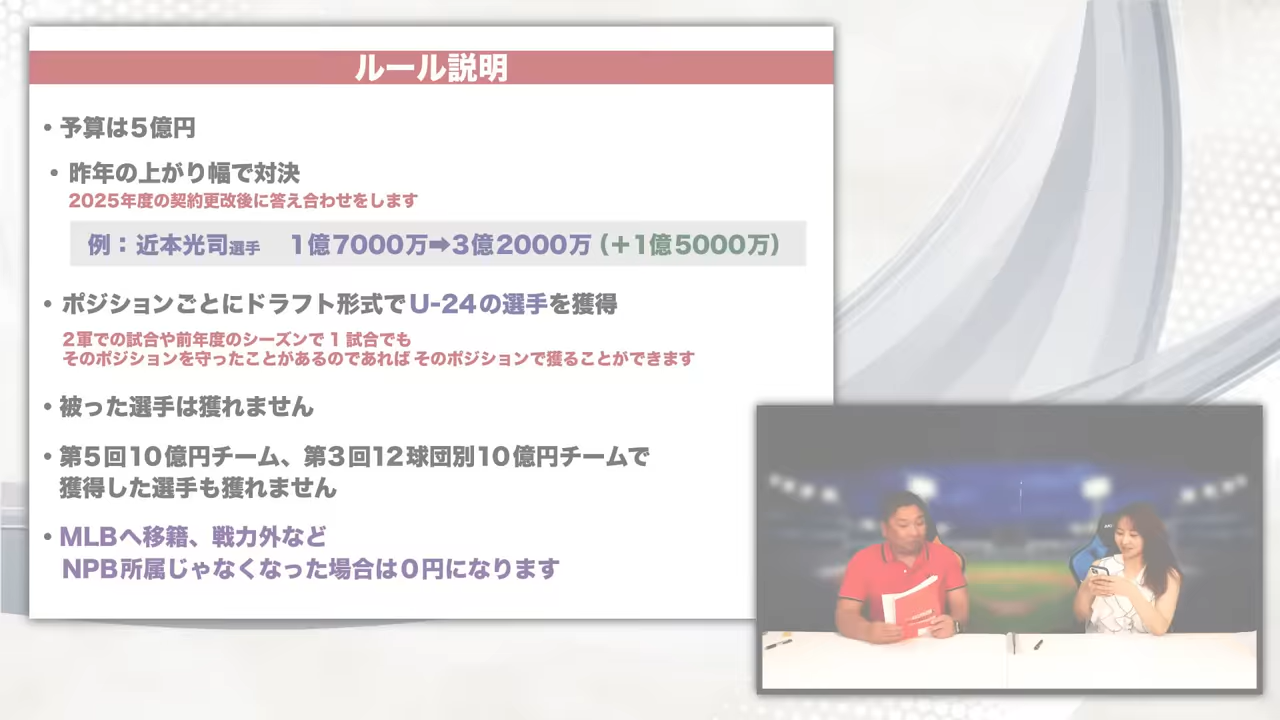 ルール説明
・予算は5億円
・昨年の上がり幅で対決
2025年度の契約更改後に答え合わせをします
例：近本光司選手　1億7000万➡3億2000万（＋1億5000万）
・ポジションごとにドラフト形式でU-24の選手を獲得
2軍での試合や前年度のシーズンで1試合でも
そのポジションを守ったことがあるのであれば そのポジションで獲ることができます
・被った選手は獲れません
・第5回10億円チーム、第3回12球団別10億円チームで
獲得した選手も獲れません
・MLBへ移籍、戦力外など
NPB所属じゃなくなった場合は0円になります